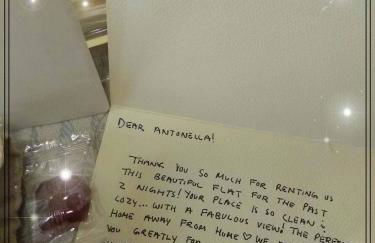 DEAR ANTONELLA!
THANK YOU SO MUCH FOR RENTING US
THIS BEAUTIFUL FLAT FOR THE PAST
2 NIGHTS! YOUR PLACE IS SO CLEAN &
COZY... WITH A FABULOUS VIEW! THE
HOME AWAY FROM HOME ♡ WE
YOU GREATLY FOR